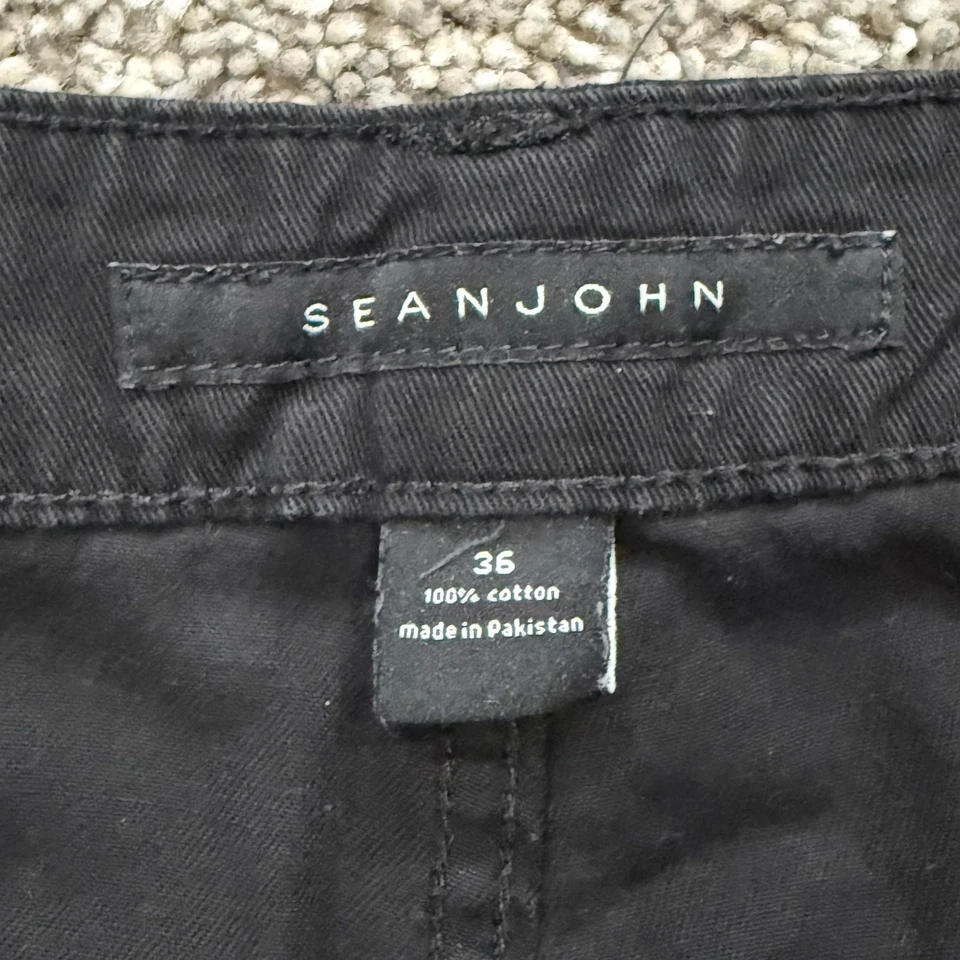 SEANJOHN
36
100% cotton
made in Pakistan